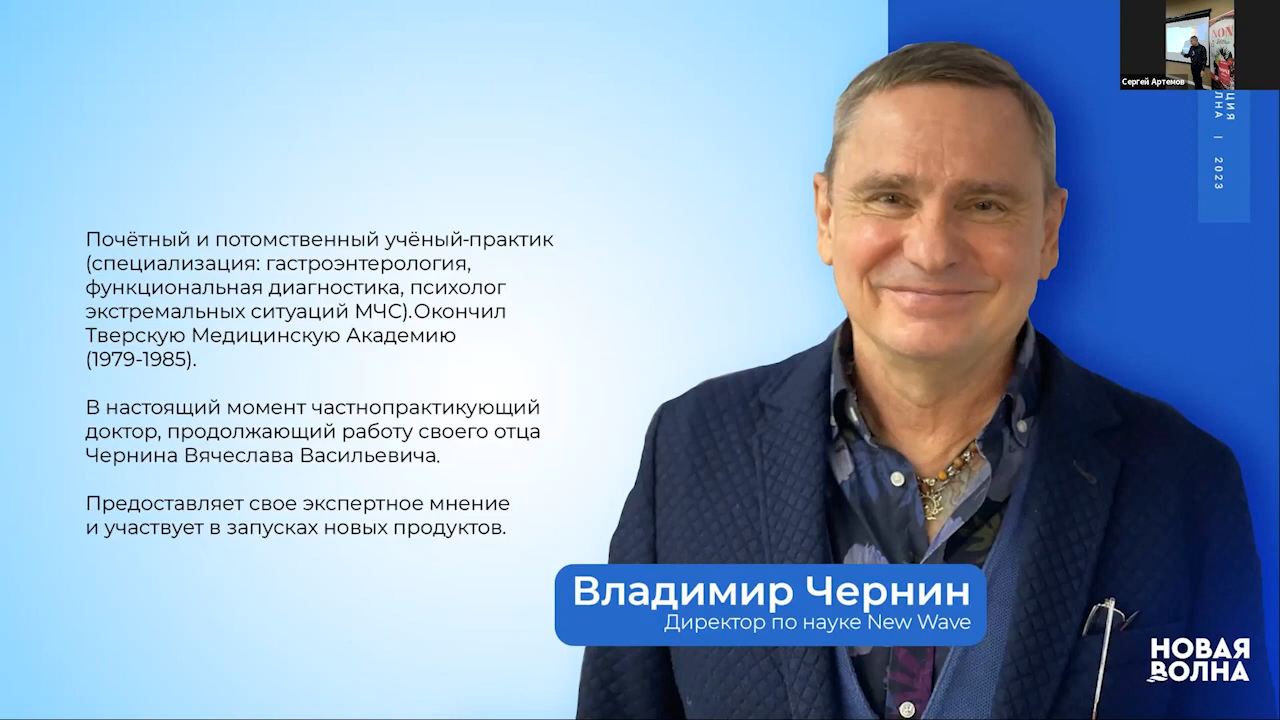 Почётный и потомственный учёный-практик
(специализация: гастроэнтерология,
функциональная диагностика, психолог
экстремальных ситуаций МЧС).Окончил
Тверскую Медицинскую Академию
(1979-1985).
В настоящий момент частнопрактикующий
доктор, продолжающий работу своего отца
Чернина Вячеслава Васильевича.
Предоставляет свое экспертное мнение
и участвует в запусках новых продуктов.
Владимир Чернин
Директор по науке New Wave
НОВАЯ
ВОЛНА
Сергей Артемов
| 2023